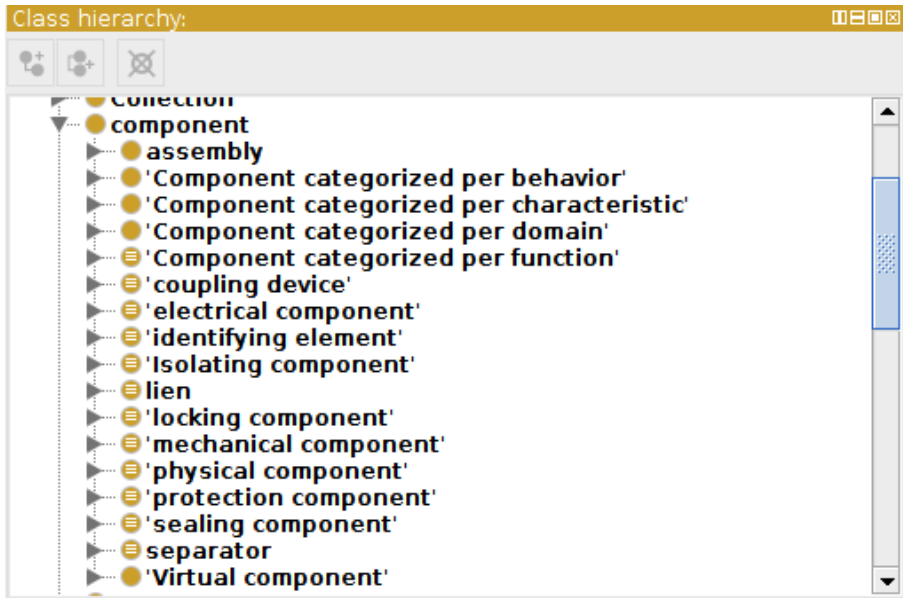 Class hierarchy:
Collection
component
assembly
'Component categorized per behavior'
'Component categorized per characteristic'
'Component categorized per domain'
'Component categorized per function'
'coupling device'
'electrical component'
'identifying element'
'Isolating component'
lien
'locking component'
'mechanical component'
'physical component'
'protection component'
'sealing component'
separator
'Virtual component'